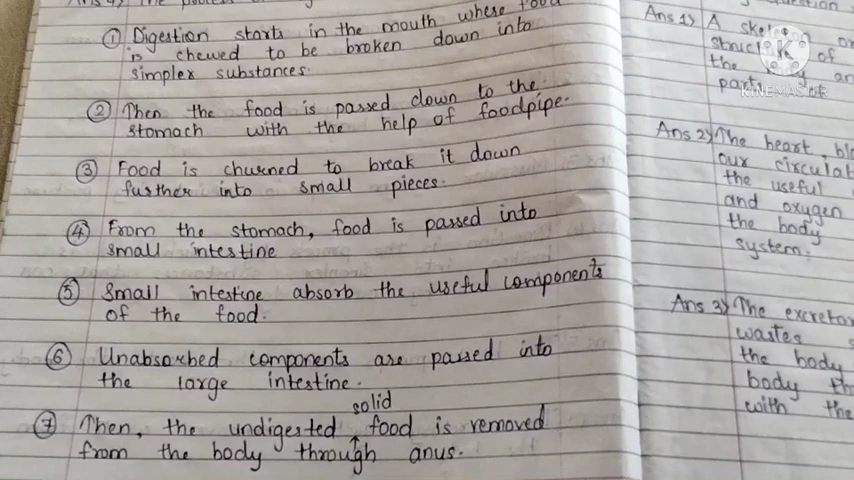 ① Digestion starts in the mouth where food
is chewed to be broken down into
simplex substances.
② Then the food is passed down to the
stomach with the help of foodpipe.
③ Food is churned to break it down
further into small pieces.
④ From the stomach, food is passed into
small intestine
⑤ Small intestine absorb the useful components
of the food.
⑥ Unabsorbed components are passed into
the large intestine.
solid
⑦ Then, the undigested food is removed
from the body through anus.
Ans 1) A
of
the
KINEMASTER
Ans 2) The heart,
our
the useful
and oxygen
the body
system.
Ans 3) The
wastes
the body
body
with the